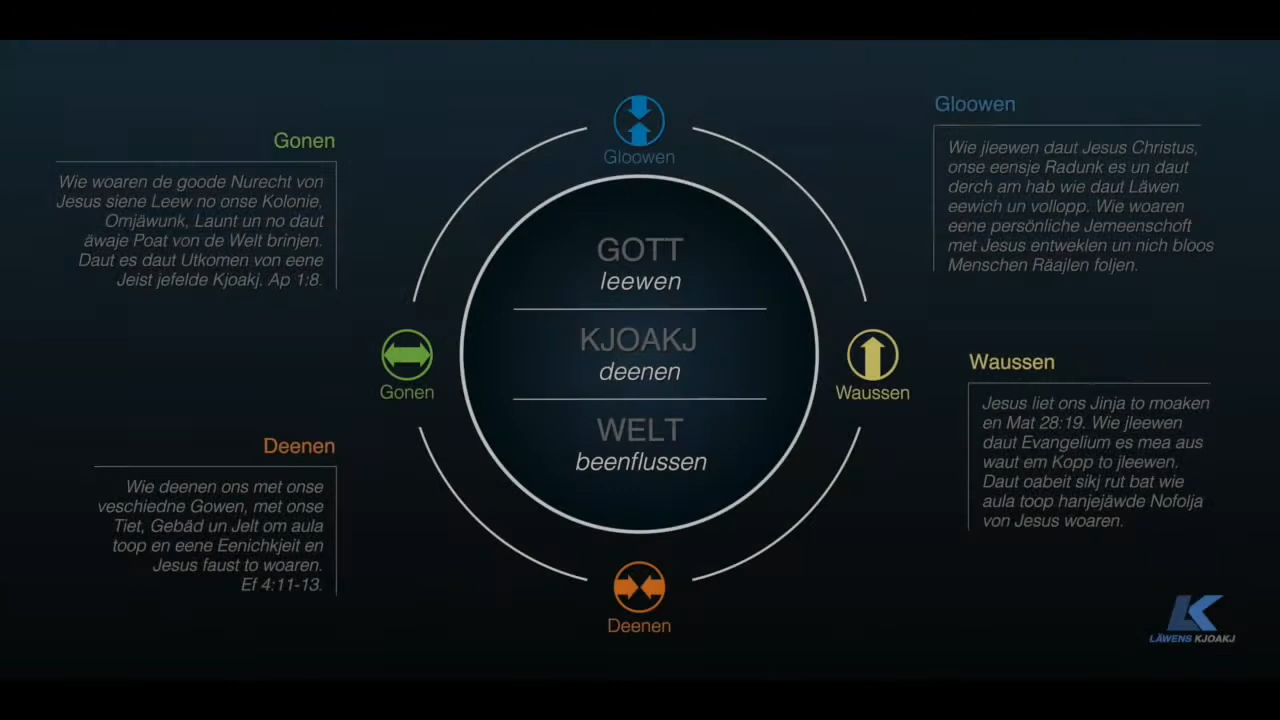 Gonen
Wie woaren de goode Nurecht von
Jesus siene Leew no onse Kolonie,
Omjäwunk, Launt un no daut
äwaje Poat von de Welt brinjen.
Daut es daut Utkomen von eene
Jeist jefelde Kjoakj. Ap 1:8.
Deenen
Wie deenen ons met onse
veschiedne Gowen, met onse
Tiet, Gebäd un Jelt om aula
toop en eene Eenichkjeit en
Jesus faust to woaren.
Ef 4:11-13.
Gloowen
GOTT
leewen
KJOAKJ
deenen
WELT
beenflussen
Gonen
Waussen
Deenen
Gloowen
Wie jleewen daut Jesus Christus,
onse eensje Radunk es un daut
derch am hab wie daut Läwen
eewich un vollopp. Wie woaren
eene persönliche Jemeenschoft
met Jesus entweklen un nich bloos
Menschen Rääjlen foljen.
Waussen
Jesus liet ons Jinja to moaken
en Mat 28:19. Wie jleewen
daut Evangelium es mea aus
waut em Kopp to jleewen.
Daut oabeit sikj rut bat wie
aula toop hanjejäwde Nofolja
von Jesus woaren.
LK
LÄWENS KJOAKJ